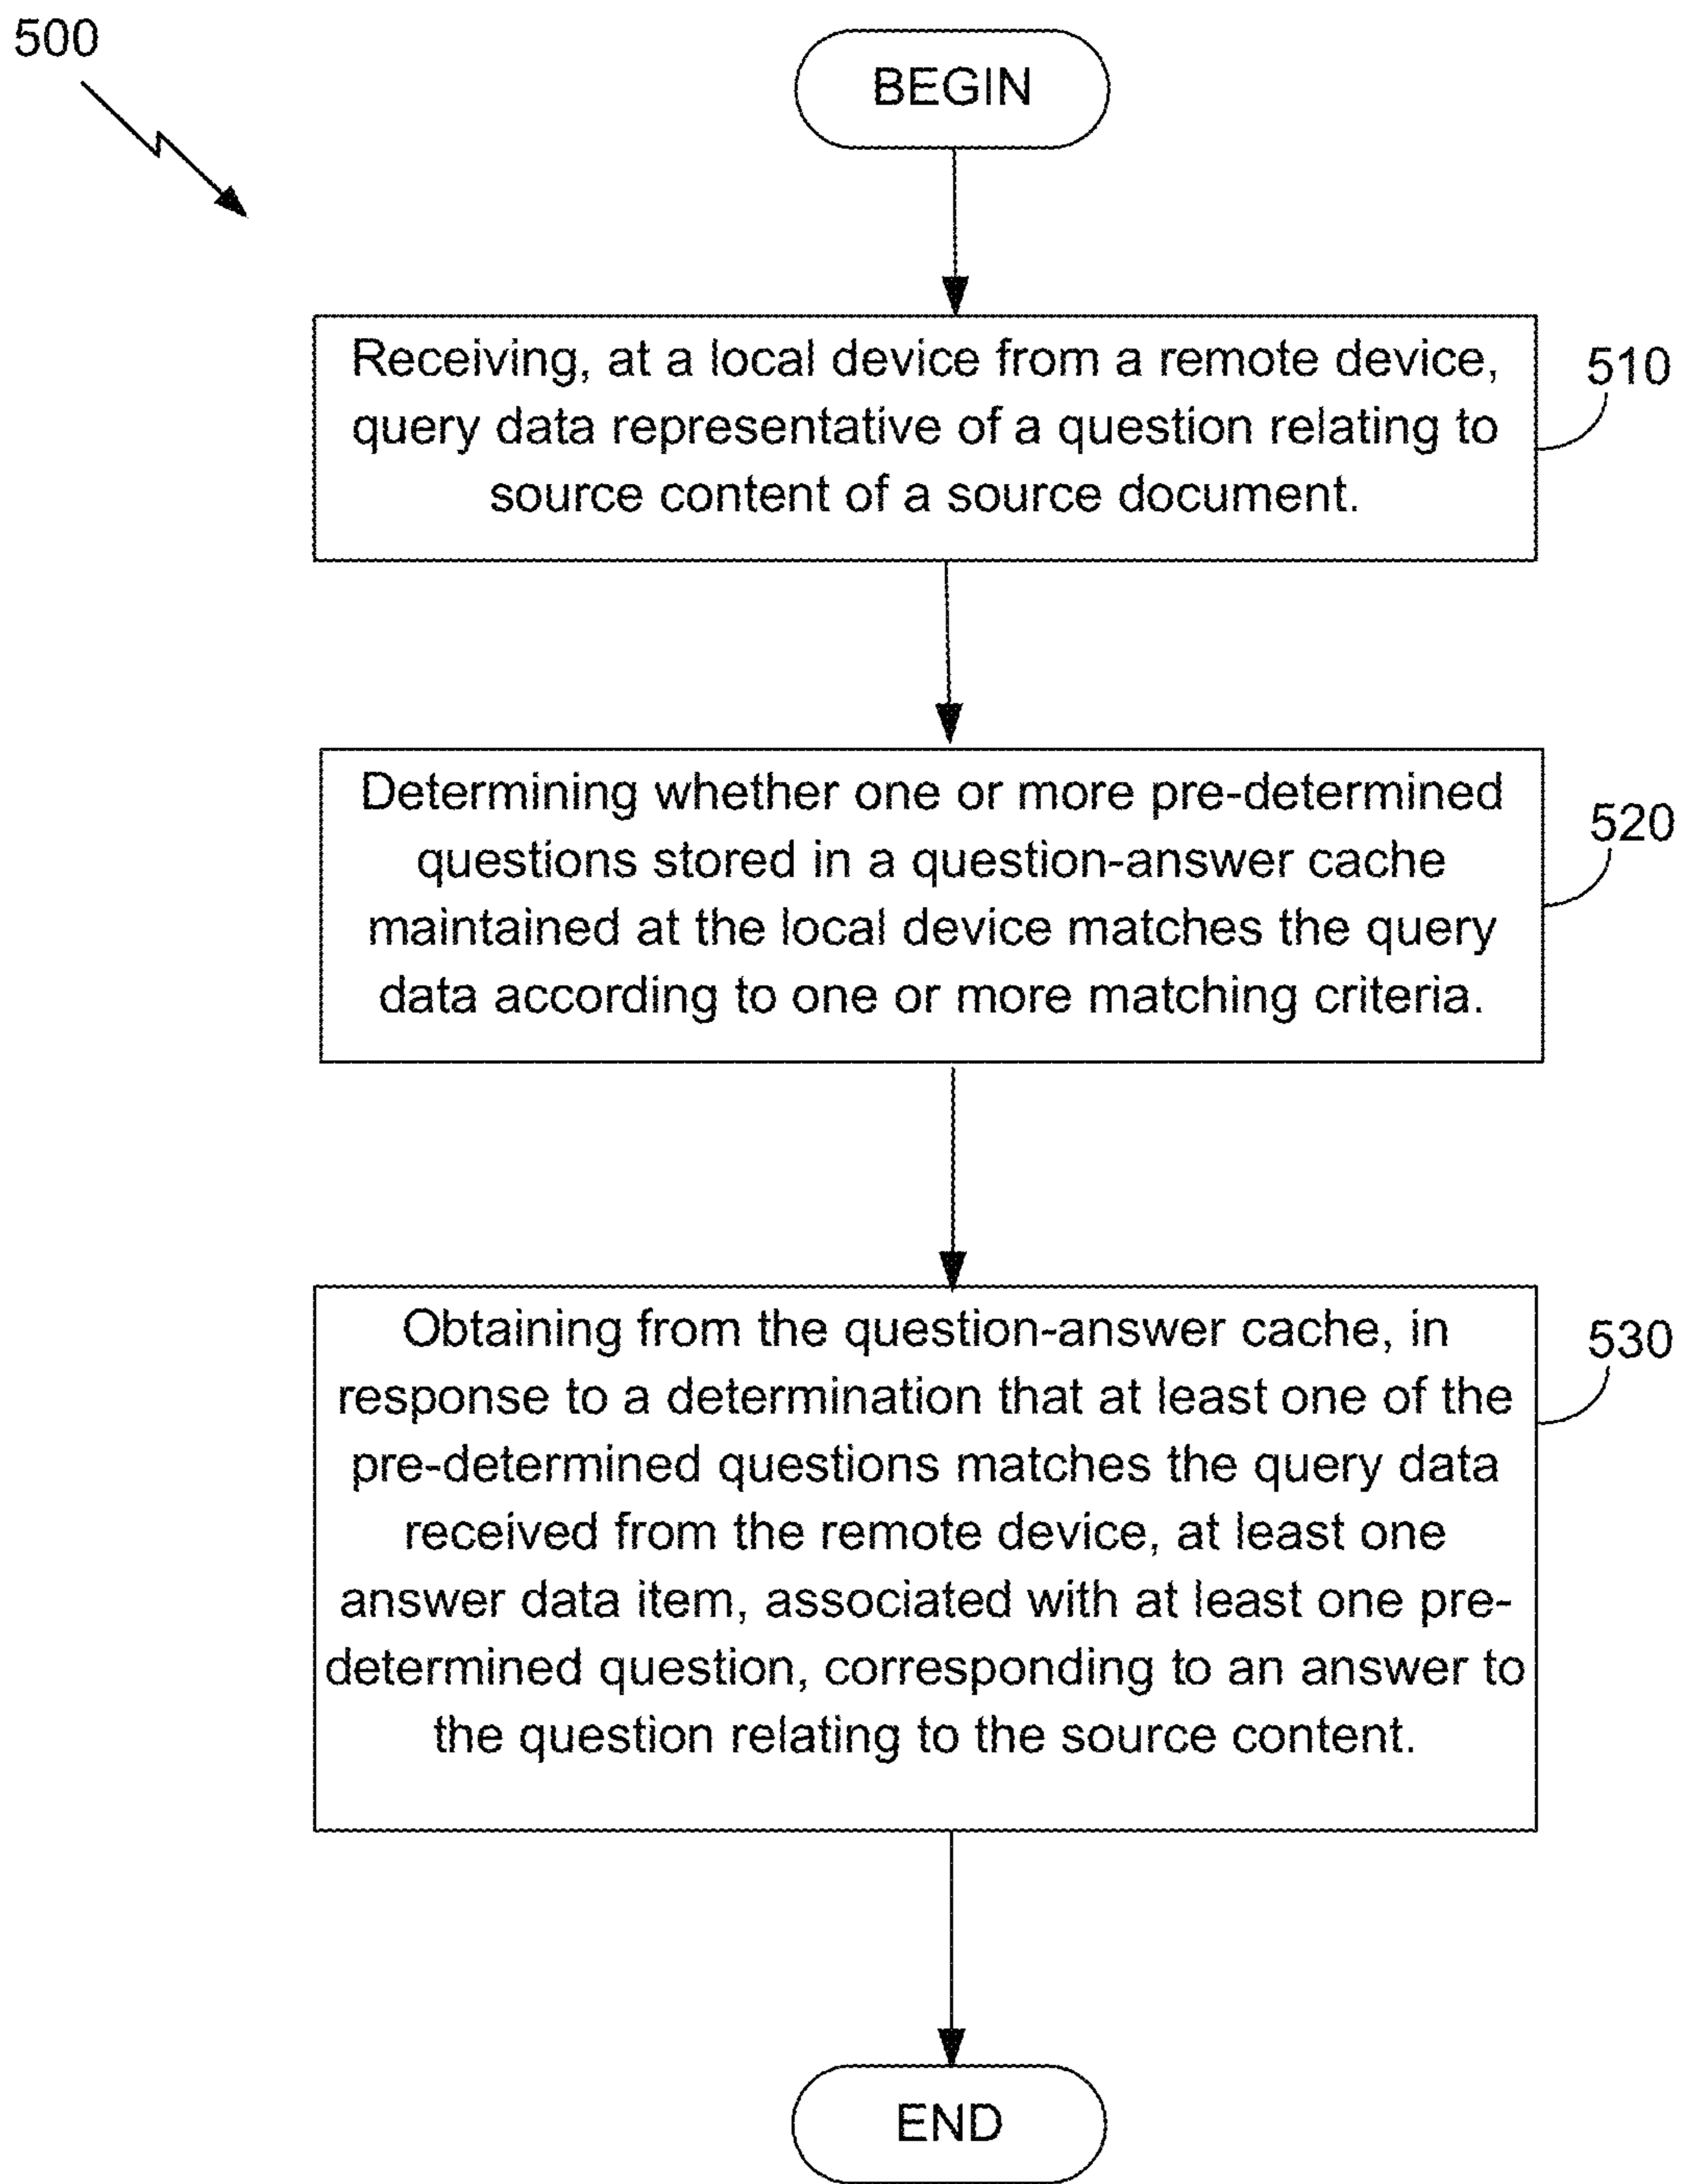 500
BEGIN
Receiving, at a local device from a remote device,
query data representative of a question relating to
source content of a source document.
510
Determining whether one or more pre-determined
questions stored in a question-answer cache
maintained at the local device matches the query
data according to one or more matching criteria.
520
Obtaining from the question-answer cache, in
response to a determination that at least one of the
pre-determined questions matches the query data
received from the remote device, at least one
answer data item, associated with at least one pre-
determined question, corresponding to an answer to
the question relating to the source content.
530
END